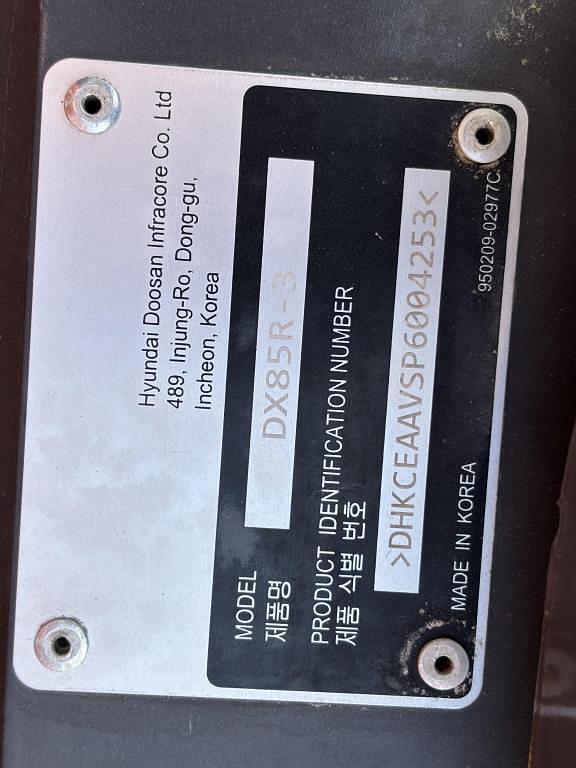 Hyundai Doosan Infracore Co. Ltd
489, Injung-Ro, Dong-gu,
Incheon, Korea
MODEL
제품명
DX85R-3
PRODUCT IDENTIFICATION NUMBER
제품 식별 번호
>DHKCEAAVSP6004253<
MADE IN KOREA
950209-02977C